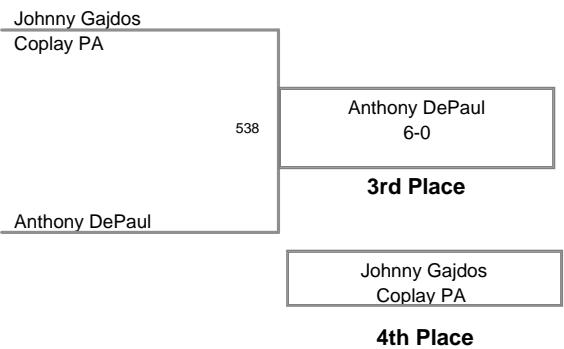 Johnny Gajdos
Coplay PA
538
Anthony DePaul
6-0
3rd Place
Anthony DePaul
Johnny Gajdos
Coplay PA
4th Place